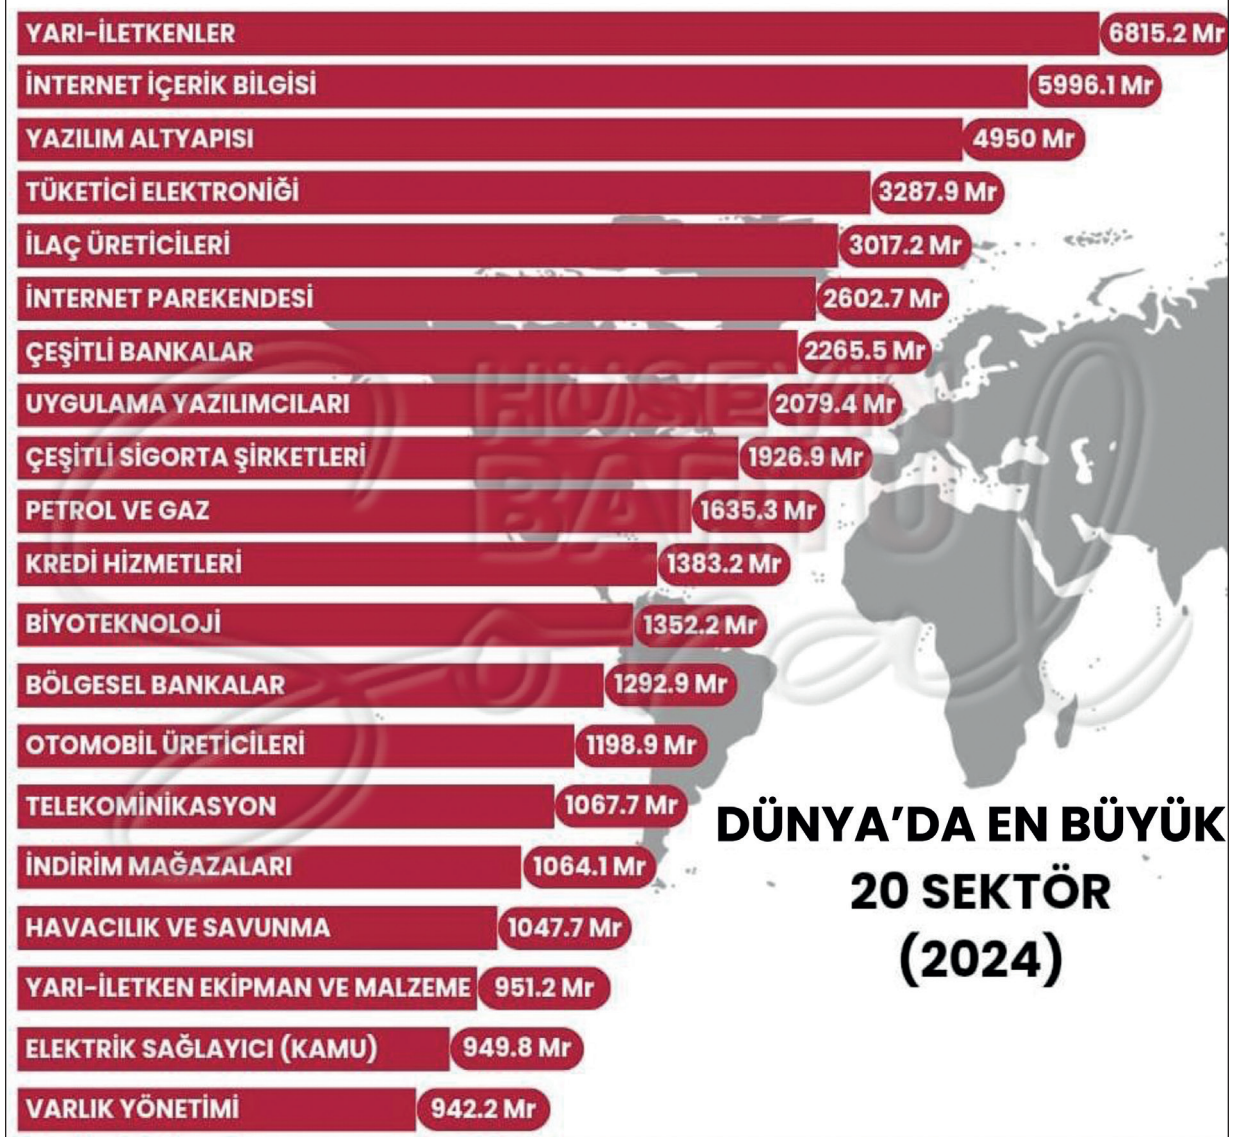 YARI-İLETKENLER 6815.2 Mr
İNTERNET İÇERİK BİLGİSİ 5996.1 Mr
YAZILIM ALTYAPISI 4950 Mr
TÜKETİCİ ELEKTRONİĞİ 3287.9 Mr
İLAÇ ÜRETİCİLERİ 3017.2 Mr
İNTERNET PAREKENDESİ 2602.7 Mr
ÇEŞİTLİ BANKALAR 2265.5 Mr
UYGULAMA YAZILIMCILARI 2079.4 Mr
ÇEŞİTLİ SİGORTA ŞİRKETLERİ 1926.9 Mr
PETROL VE GAZ 1635.3 Mr
KREDİ HİZMETLERİ 1383.2 Mr
BİYOTEKNOLOJİ 1352.2 Mr
BÖLGESEL BANKALAR 1292.9 Mr
OTOMOBİL ÜRETİCİLERİ 1198.9 Mr
TELEKOMİNİKASYON 1067.7 Mr
İNDİRİM MAĞAZALARI 1064.1 Mr
HAVACILIK VE SAVUNMA 1047.7 Mr
YARI-İLETKEN EKİPMAN VE MALZEME 951.2 Mr
ELEKTRİK SAĞLAYICI (KAMU) 949.8 Mr
VARLIK YÖNETİMİ 942.2 Mr
DÜNYA'DA EN BÜYÜK
20 SEKTÖR
(2024)
HÜSEYİN